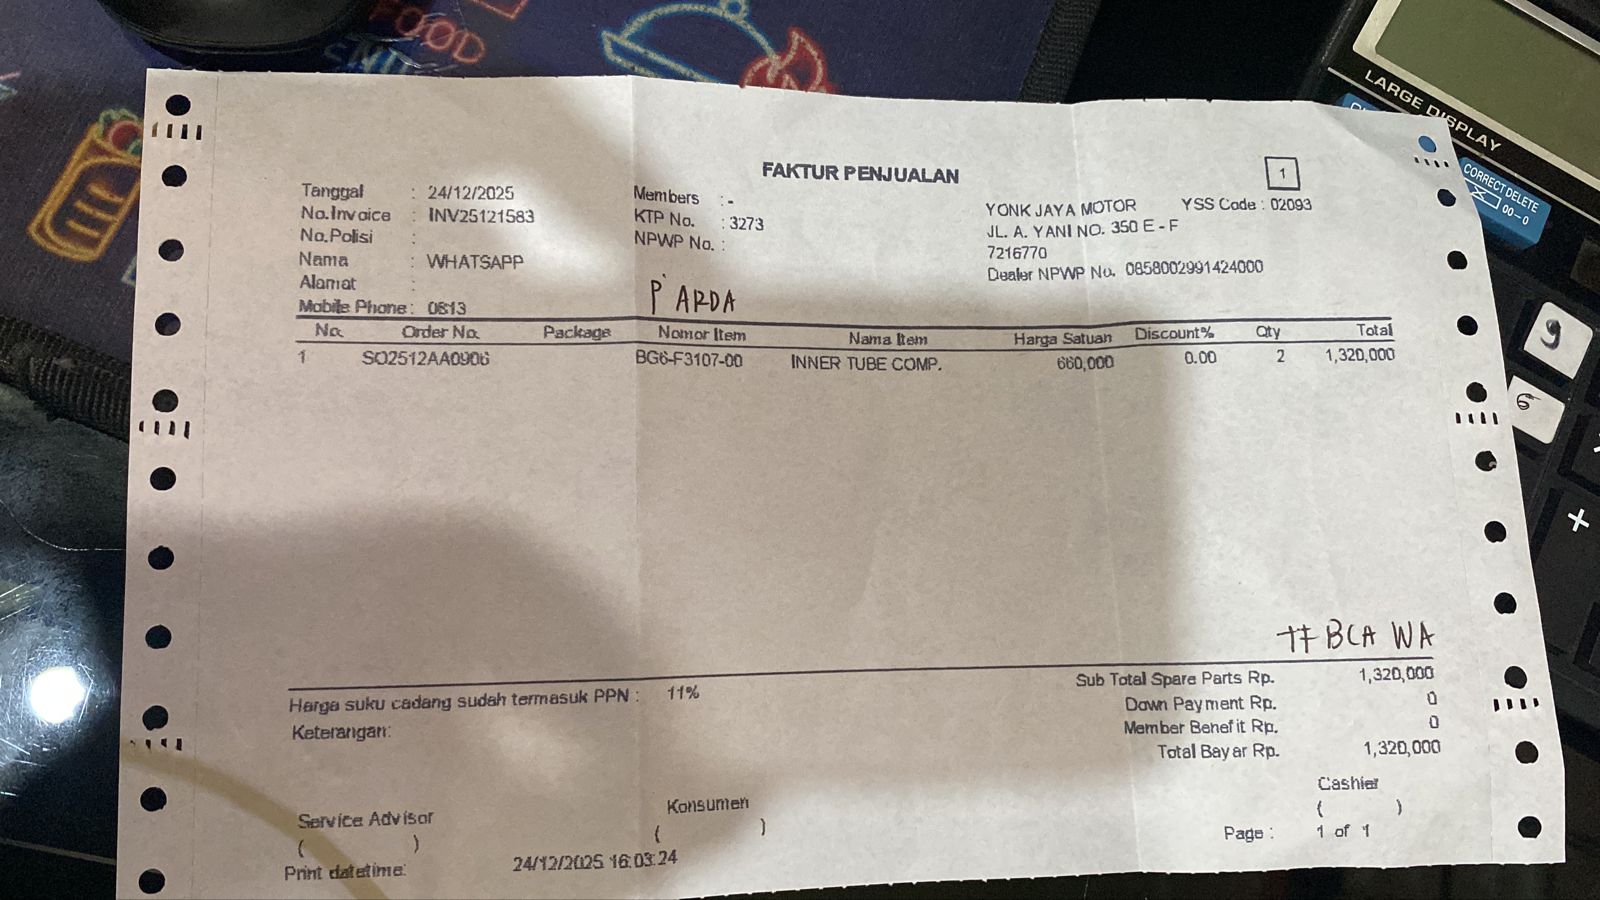 FOOD
LARGE DISPLAY
CORRECT DELETE
00-0
9
6
+
FAKTUR PENJUALAN
1
Tanggal : 24/12/2025
No.Invoice : INV25121583
No.Polisi :
Nama : WHATSAPP
Alamat :
Mobile Phone : 0813
Members : -
KTP No. : 3273
NPWP No. :
P' ARDA
YONK JAYA MOTOR YSS Code : 02093
JL. A. YANI NO. 350 E - F
7216770
Dealer NPWP No. 0858002991424000
No. Order No. Package Nomor Item Nama Item Harga Satuan Discount% Qty Total
1 SO2512AA0906 BG6-F3107-00 INNER TUBE COMP. 660,000 0.00 2 1,320,000
TF BCA WA
Harga suku cadang sudah termasuk PPN : 11%
Keterangan:
Sub Total Spare Parts Rp. 1,320,000
Down Payment Rp. 0
Member Benefit Rp. 0
Total Bayar Rp. 1,320,000
Service Advisor
( )
Konsumen
( )
Cashier
( )
Page : 1 of 1
Print datetime: 24/12/2025 16:03:24